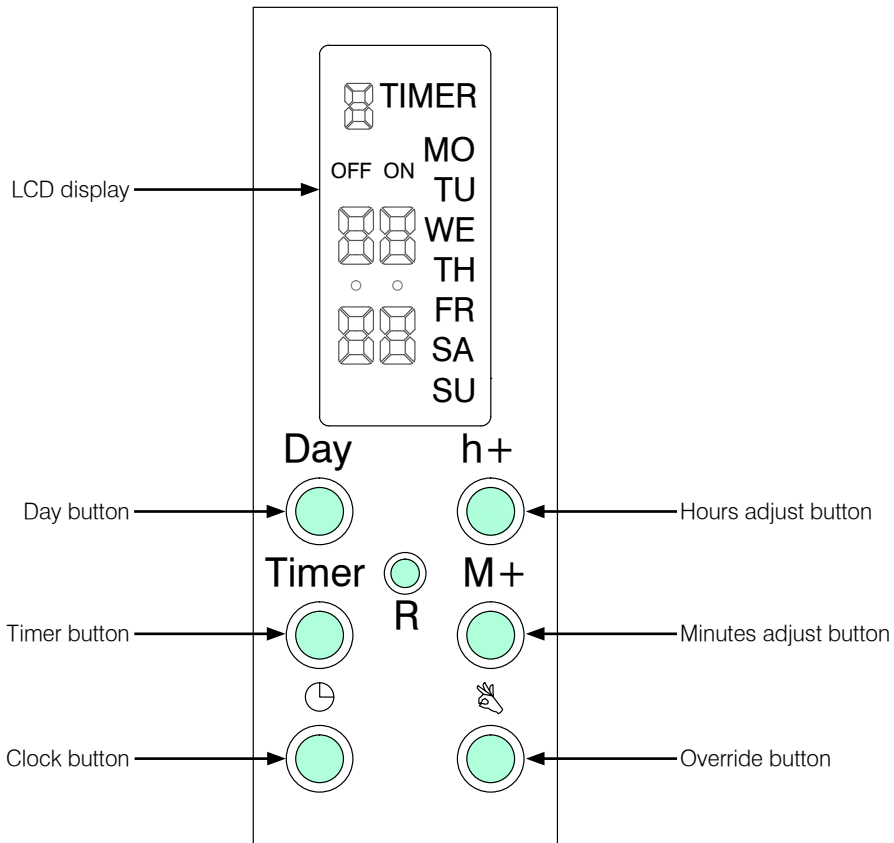 TIMER
MO
OFF ON
TU
LCD display
WE
TH
FR
SA
SU
Day h+
Day button
Hours adjust button
Timer M+
R
Timer button
Minutes adjust button
Clock button
Override button